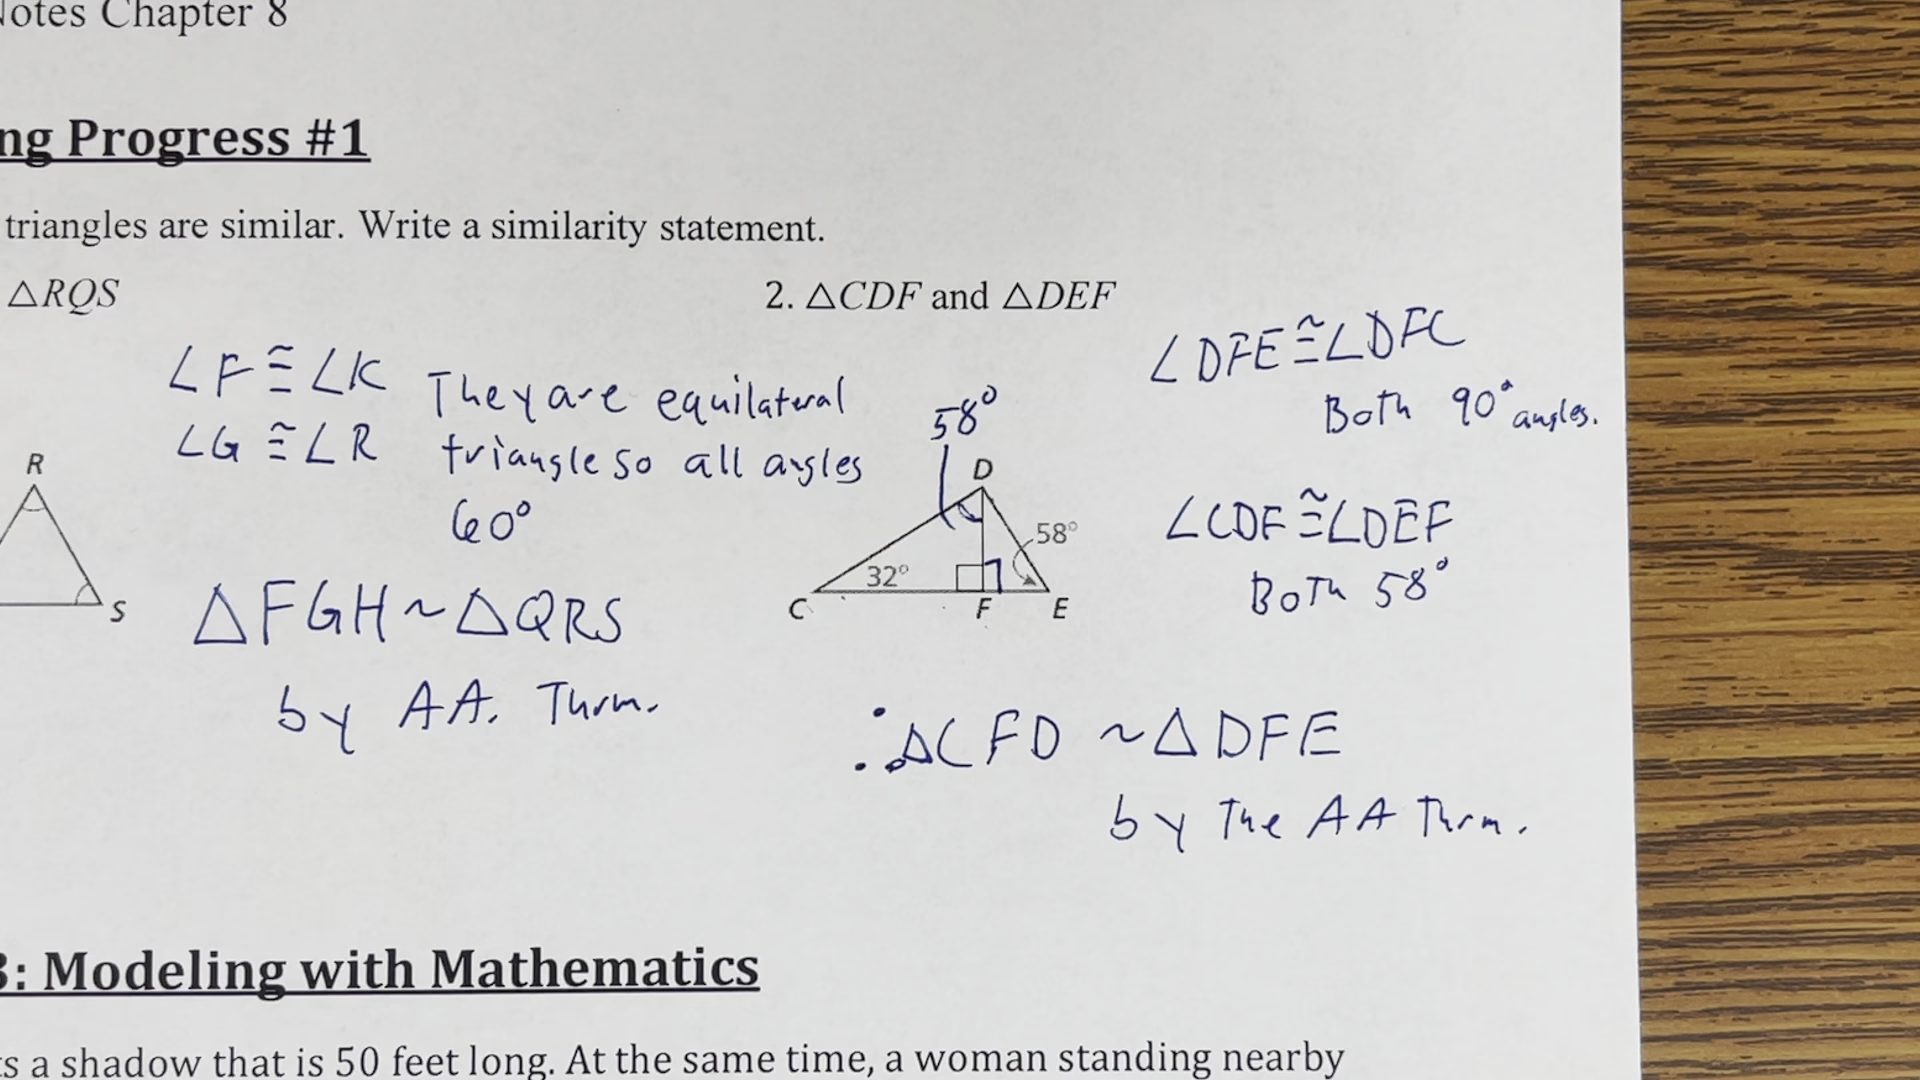 Notes Chapter 8
ng Progress #1
triangles are similar. Write a similarity statement.
△RQS
∠F ≅ ∠K
∠G ≅ ∠R
They are equilateral
triangle so all angles
60°
R
S
△FGH ~ △QRS
by AA. Thrm.
2. △CDF and △DEF
58°
D
58°
32°
C
F
E
∠DFE ≅ ∠DFC
Both 90° angles.
∠CDF ≅ ∠DEF
Both 58°
∴ △CFD ~ △DFE
by The AA Thrm.
3: Modeling with Mathematics
ts a shadow that is 50 feet long. At the same time, a woman standing nearby